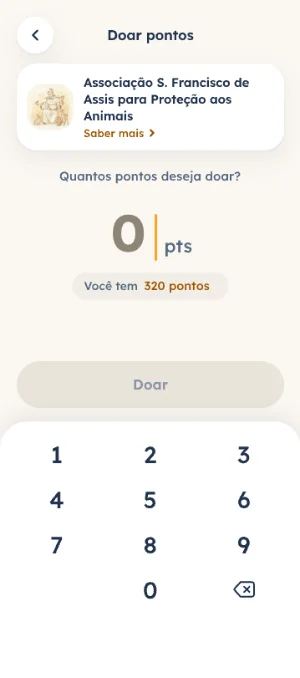 Doar pontos
Associação S. Francisco de
Assis para Proteção aos
Animais
Saber mais
Quantos pontos deseja doar?
0 pts
Você tem 320 pontos
Doar
1 2 3
4 5 6
7 8 9
0